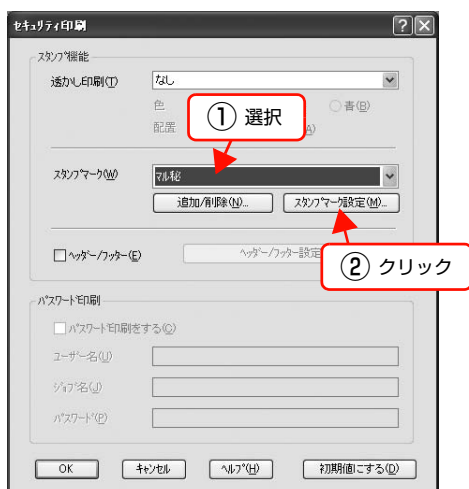 セキュリティ印刷
スタンプ機能
透かし印刷(T) なし
色 書(B)
配置 A)
① 選択
スタンプマーク(W) マル秘
追加/削除(N)... スタンプマーク設定(M)...
ヘッダー/フッター(E) ヘッダー/フッター設定
② クリック
パスワード印刷
パスワード印刷をする(Q)
ユーザー名(U)
ジョブ名(J)
パスワード(P)
OK キャンセル ヘルプ(H) 初期値にする(D)